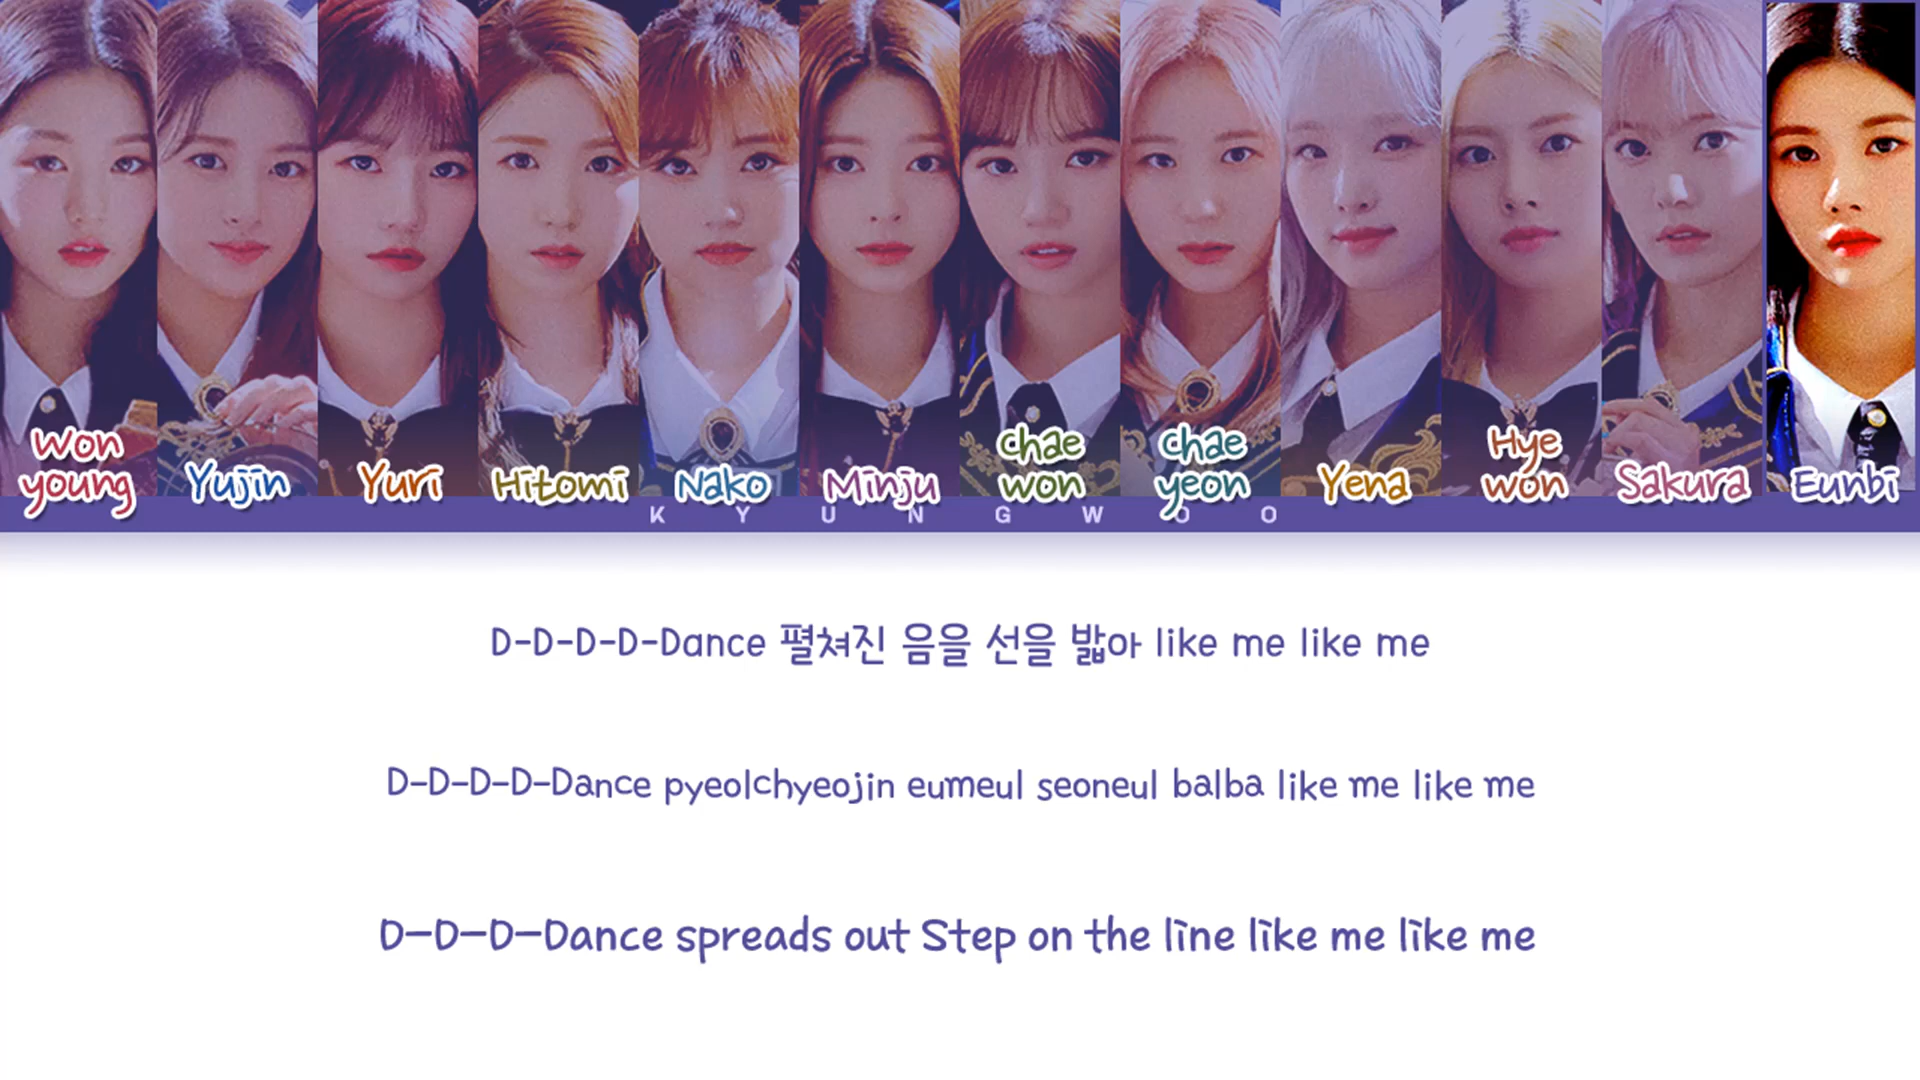 Won young
Yujin
Yuri
Hitomi
Nako
Minju
chae won
chae yeon
Yena
Hye won
Sakura
Eunbi
K Y U N G W O O
D-D-D-D-Dance 펼쳐진 음을 선을 밟아 like me like me
D-D-D-D-Dance pyeolchyeojin eumeul seoneul balba like me like me
D-D-D-Dance spreads out Step on the line like me like me